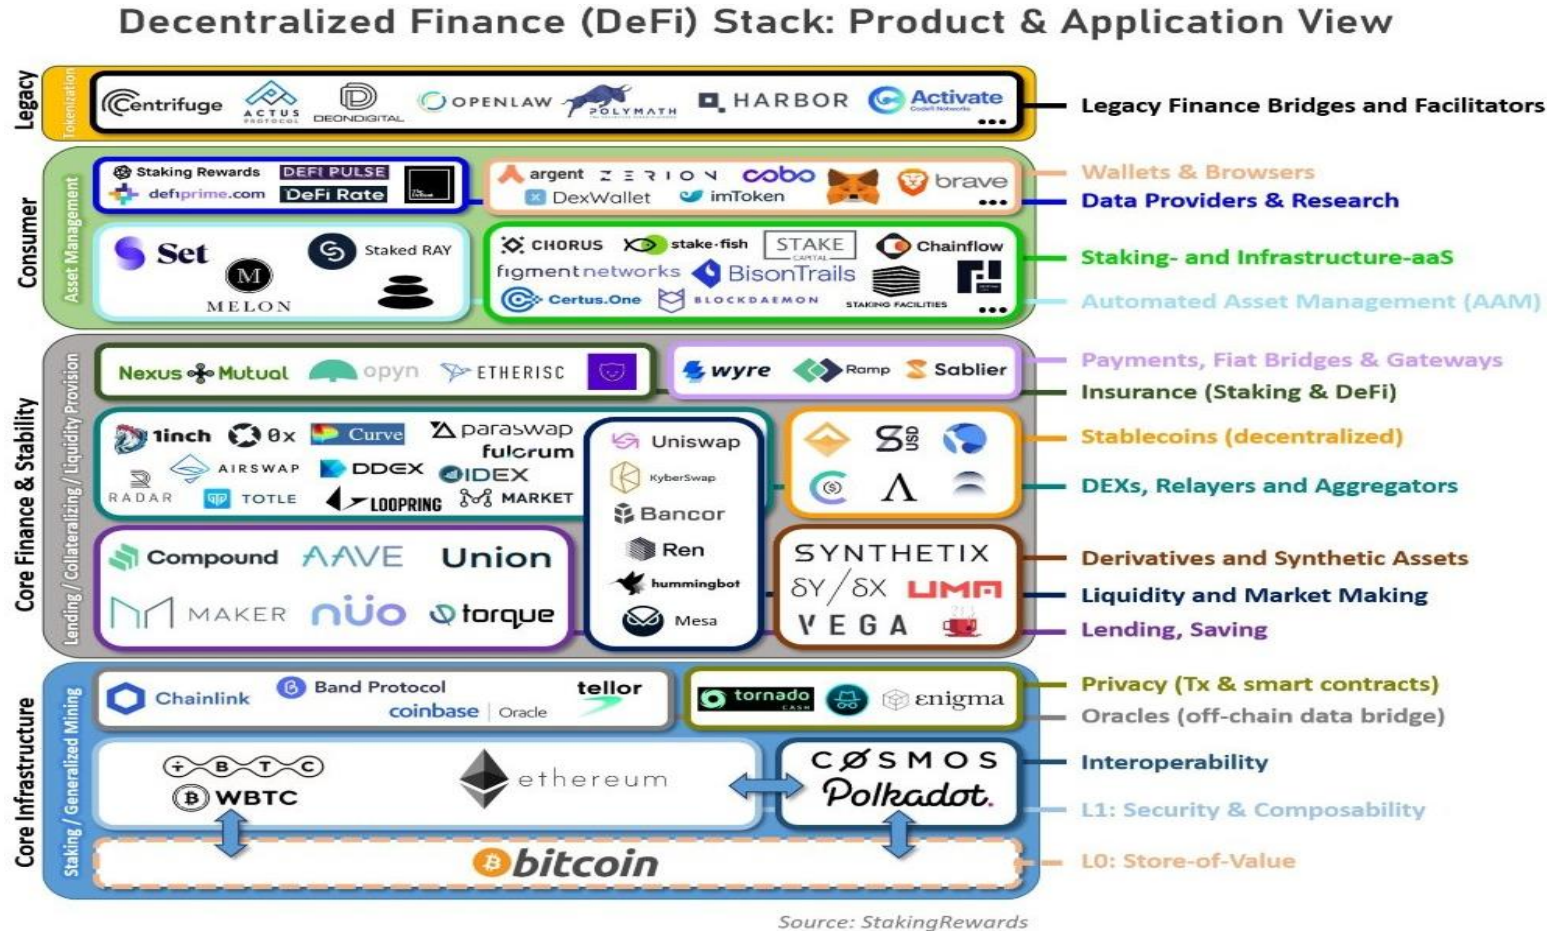 Decentralized Finance (DeFi) Stack: Product & Application View
Legacy
Tokenization
Centrifuge
ACTUS
PROTOCOL
DEONDIGITAL
OPENLAW
POLYMATH
HARBOR
Activate
Codefi Networks
...
Legacy Finance Bridges and Facilitators
Consumer
Asset Management
Staking Rewards
DEFI PULSE
defiprime.com
DeFi Rate
The
Defiant
argent
ZERION
cobo
brave
DexWallet
imToken
...
Wallets & Browsers
Data Providers & Research
Set
Staked RAY
MELON
CHORUS
stake·fish
STAKE
CAPITAL
Chainflow
figment networks
BisonTrails
Certus.One
BLOCKDAEMON
STAKING FACILITIES
...
Staking- and Infrastructure-aaS
Automated Asset Management (AAM)
Core Finance & Stability
Lending / Collateralizing / Liquidity Provision
Nexus Mutual
opyn
ETHERISC
wyre
Ramp
Sablier
Payments, Fiat Bridges & Gateways
Insurance (Staking & DeFi)
1inch
0x
Curve
paraswap
fulcrum
AIRSWAP
DDEX
IDEX
RADAR
TOTLE
LOOPRING
MARKET
Uniswap
KyberSwap
Bancor
Ren
hummingbot
Mesa
USD
Stablecoins (decentralized)
DEXs, Relayers and Aggregators
Compound
AAVE
Union
MAKER
nüo
torque
SYNTHETIX
δY/δX
UMA
VEGA
Derivatives and Synthetic Assets
Liquidity and Market Making
Lending, Saving
Core Infrastructure
Staking / Generalized Mining
Chainlink
Band Protocol
coinbase | Oracle
tellor
tornado
CASH
enigma
Privacy (Tx & smart contracts)
Oracles (off-chain data bridge)
BTC
WBTC
ethereum
COSMOS
Polkadot.
Interoperability
L1: Security & Composability
bitcoin
L0: Store-of-Value
Source: StakingRewards